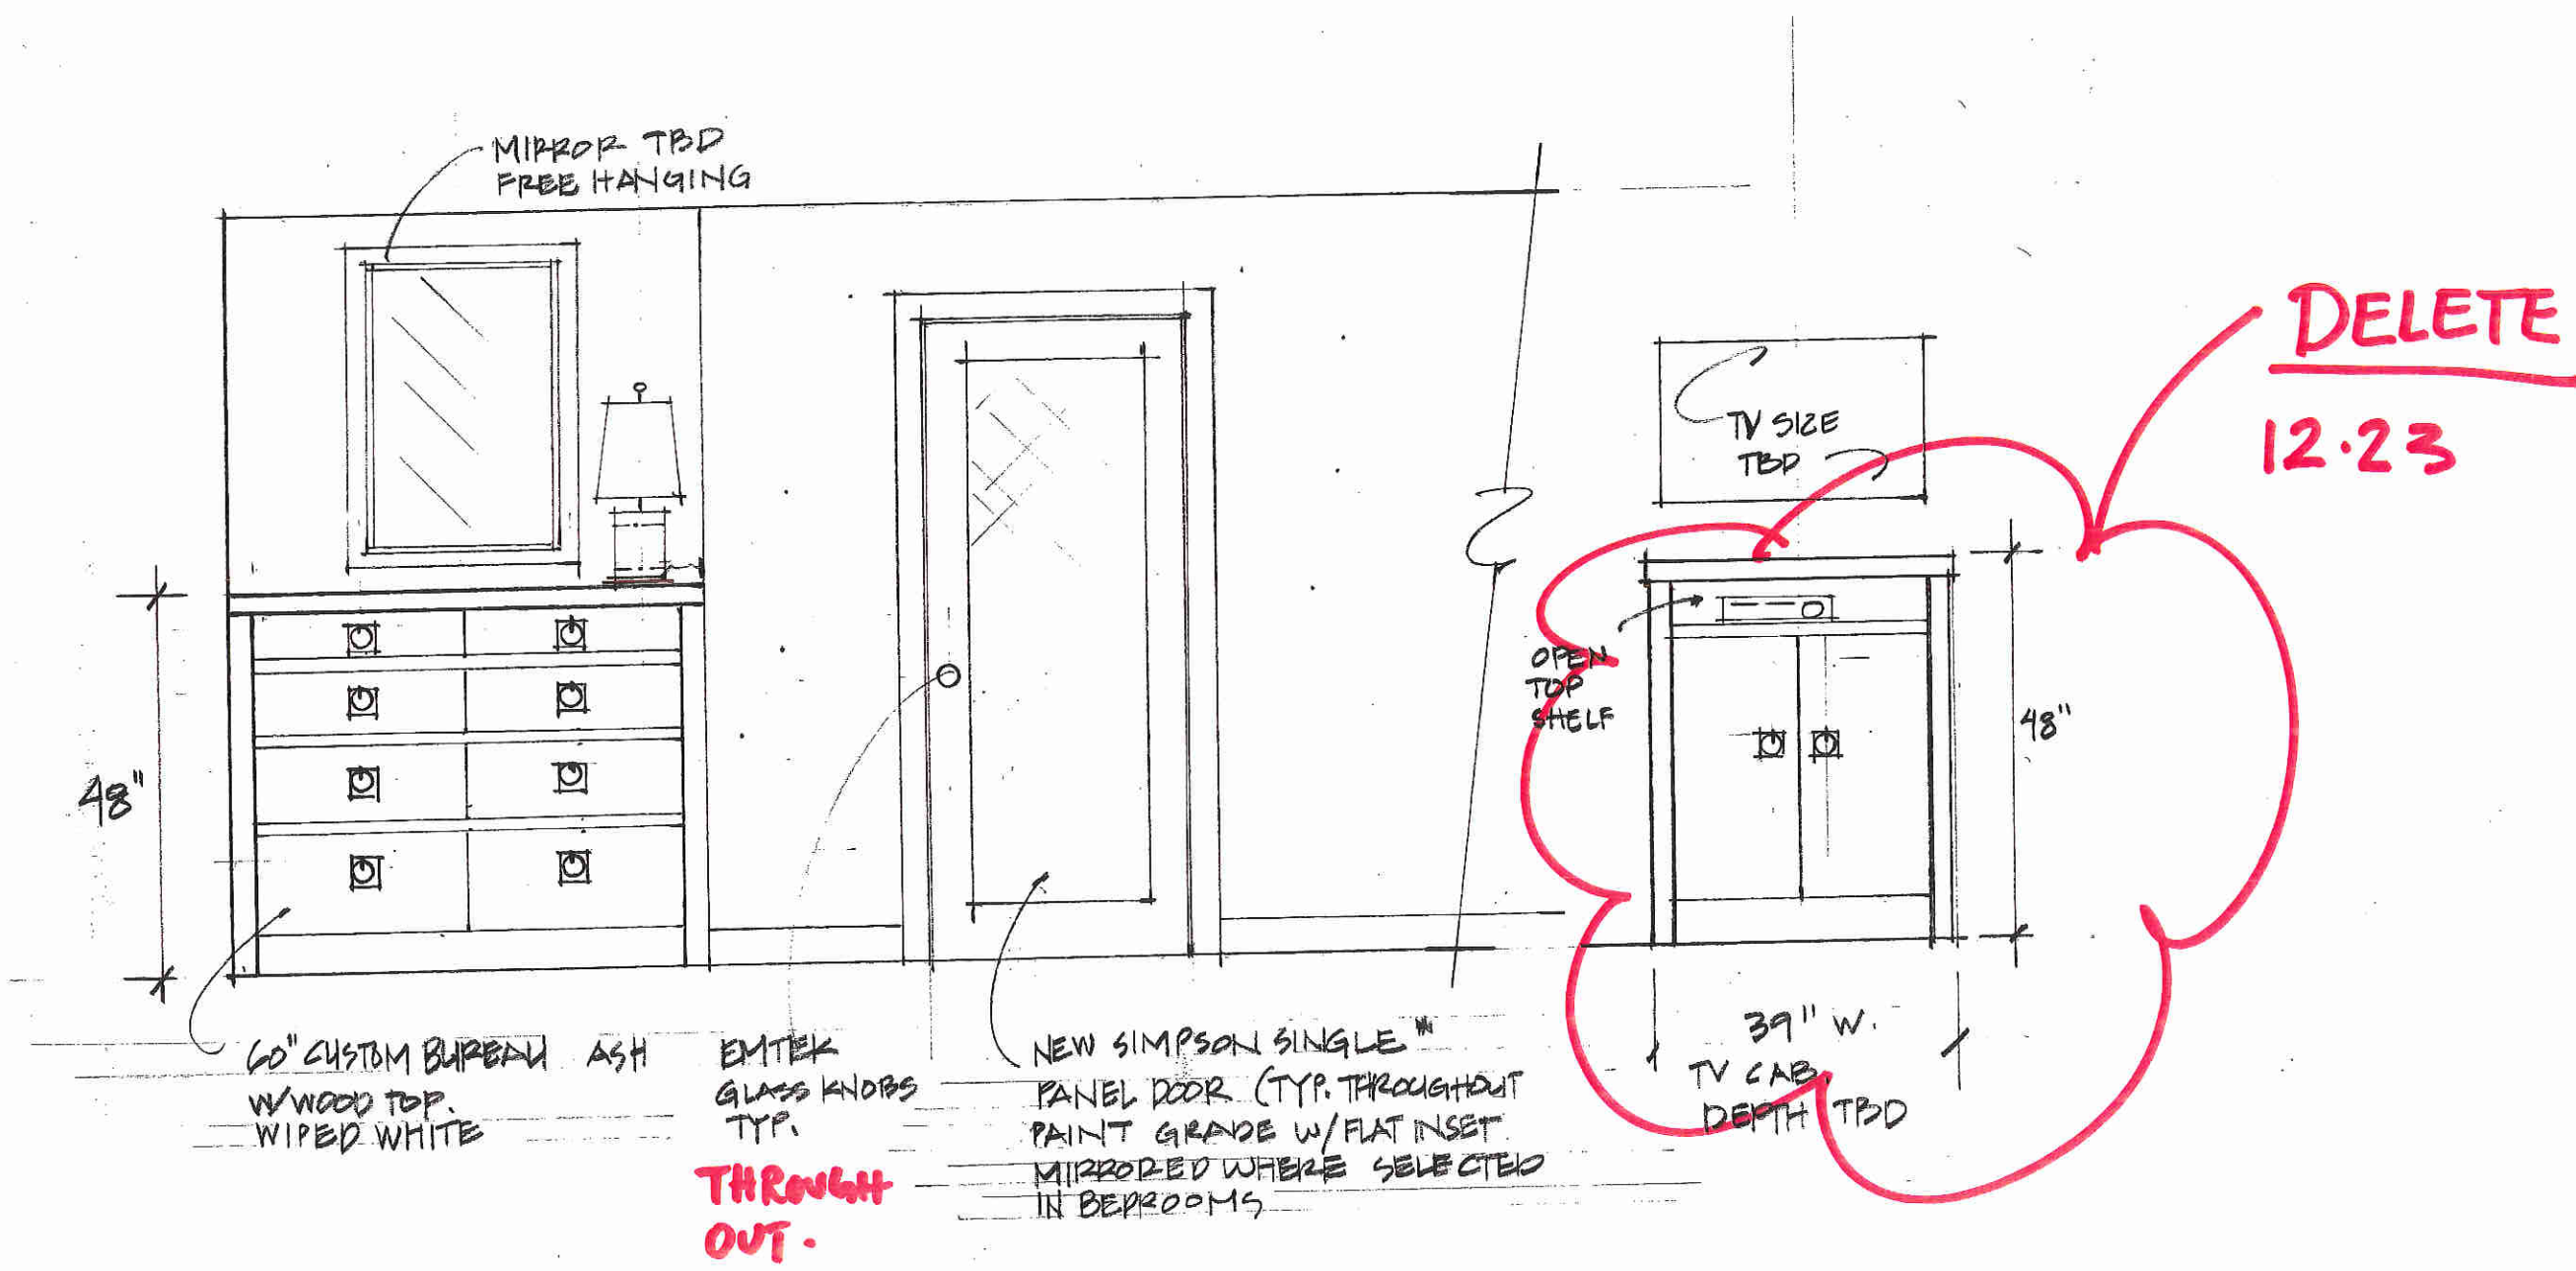 MIRROR TBD
FREE HANGING
DELETE
12.23
TV SIZE
TBD
OPEN
TOP
SHELF
48"
48"
39" W.
TV CAB.
DEPTH TBD
60" CUSTOM BUREAU ASH
W/WOOD TOP.
WIPED WHITE
EMTEK
GLASS KNOBS
TYP.
THROUGH
OUT.
NEW SIMPSON SINGLE
PANEL DOOR (TYP. THROUGHOUT
PAINT GRADE W/FLAT INSET
MIRRORED WHERE SELECTED
IN BEDROOMS